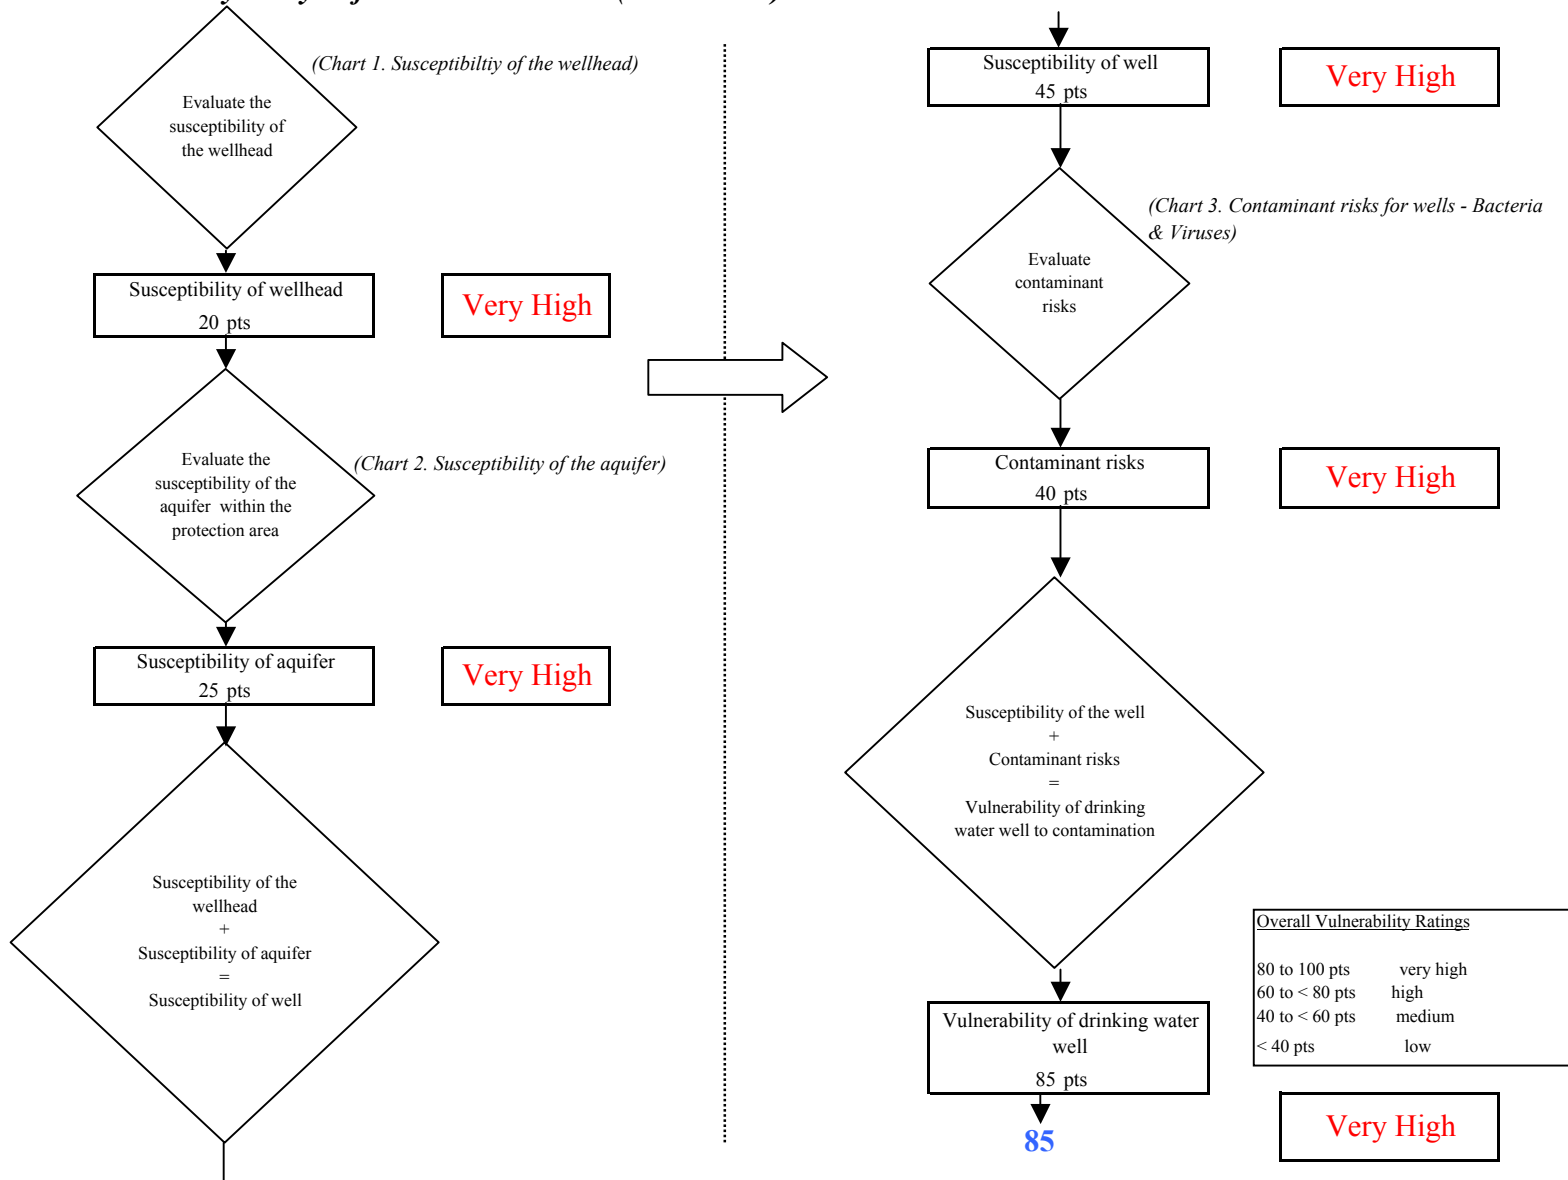 (Chart 1. Susceptibiltiy of the wellhead)
Evaluate the
susceptibility of
the wellhead
Susceptibility of wellhead
20 pts
Very High
Evaluate the
susceptibility of the
aquifer within the
protection area
(Chart 2. Susceptibility of the aquifer)
Susceptibility of aquifer
25 pts
Very High
Susceptibility of the
wellhead
+
Susceptibility of aquifer
=
Susceptibility of well
Susceptibility of well
45 pts
Very High
(Chart 3. Contaminant risks for wells - Bacteria
& Viruses)
Evaluate
contaminant
risks
Contaminant risks
40 pts
Very High
Susceptibility of the well
+
Contaminant risks
=
Vulnerability of drinking
water well to contamination
Overall Vulnerability Ratings
80 to 100 pts very high
60 to < 80 pts high
40 to < 60 pts medium
< 40 pts low
Vulnerability of drinking water
well
85 pts
85
Very High